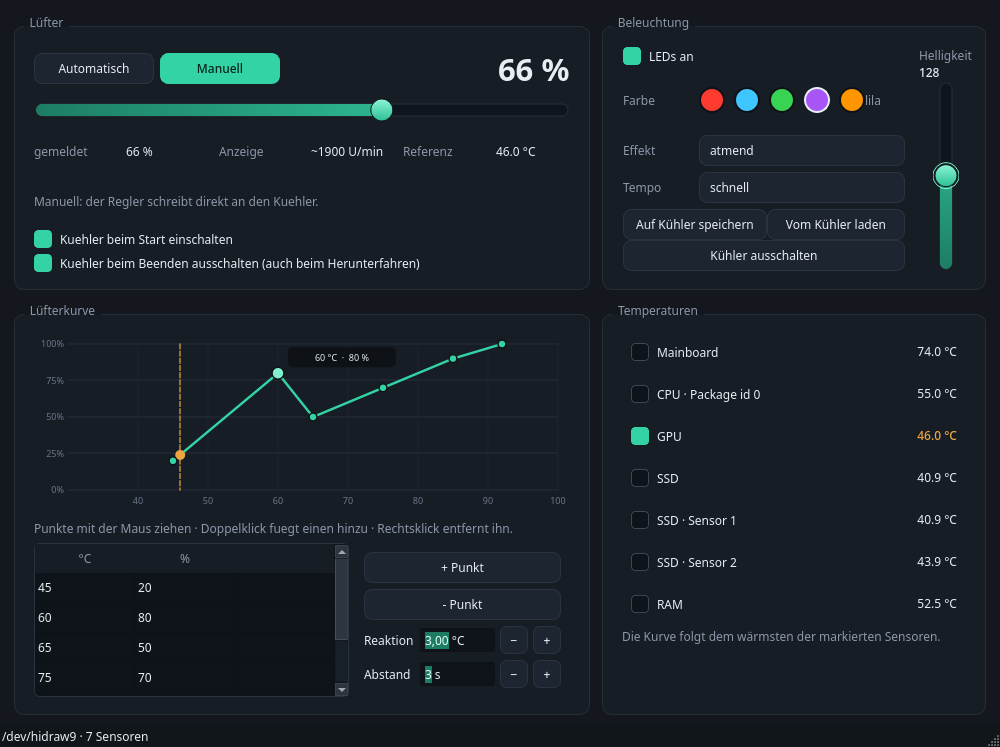 Lüfter
Automatisch
Manuell
66 %
gemeldet 66 % Anzeige ~1900 U/min Referenz 46.0 °C
Manuell: der Regler schreibt direkt an den Kuehler.
Kuehler beim Start einschalten
Kuehler beim Beenden ausschalten (auch beim Herunterfahren)
Beleuchtung
LEDs an
Helligkeit
128
Farbe lila
Effekt atmend
Tempo schnell
Auf Kühler speichern
Vom Kühler laden
Kühler ausschalten
Lüfterkurve
100%
60 °C · 80 %
75%
50%
25%
0%
40 50 60 70 80 90 100
Punkte mit der Maus ziehen · Doppelklick fuegt einen hinzu · Rechtsklick entfernt ihn.
°C %
45 20
60 80
65 50
75 70
+ Punkt
- Punkt
Reaktion 3,00 °C − +
Abstand 3 s − +
Temperaturen
Mainboard 74.0 °C
CPU · Package id 0 55.0 °C
GPU 46.0 °C
SSD 40.9 °C
SSD · Sensor 1 40.9 °C
SSD · Sensor 2 43.9 °C
RAM 52.5 °C
Die Kurve folgt dem wärmsten der markierten Sensoren.
/dev/hidraw9 · 7 Sensoren